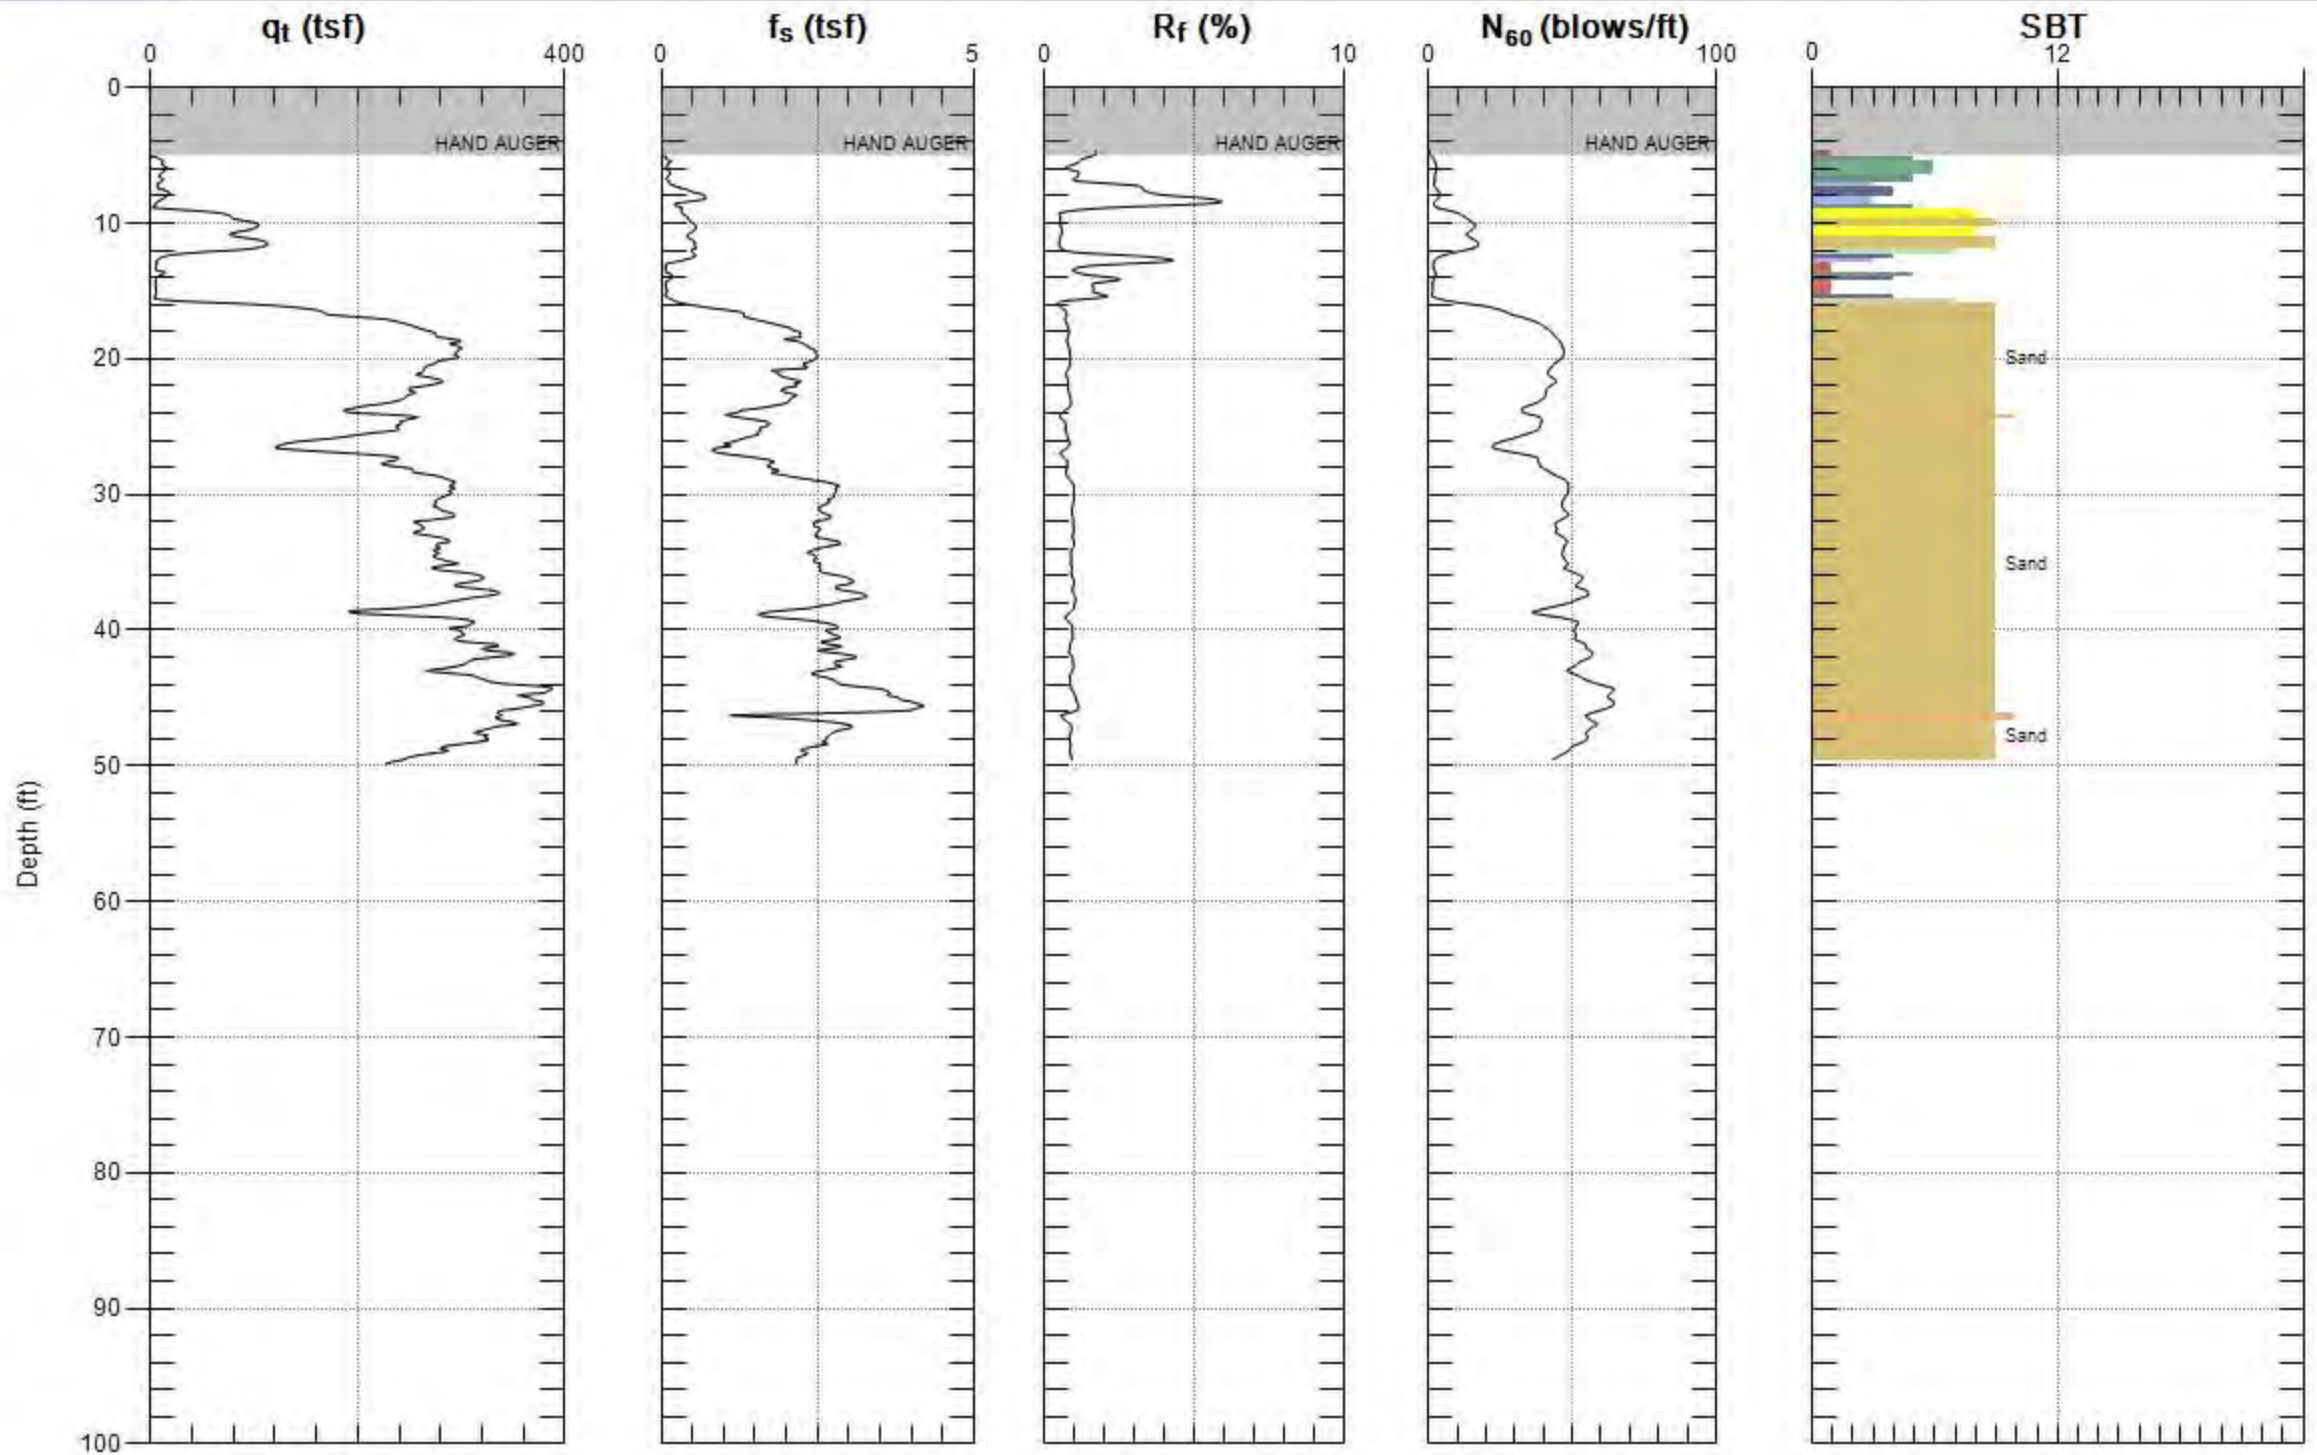 qt (tsf) fs (tsf) Rf (%) N60 (blows/ft) SBT
0 400 0 5 0 10 0 100 0 12
0
HAND AUGER HAND AUGER HAND AUGER HAND AUGER
10
20 Sand
30
Sand
40
Sand
50
Depth (ft)
60
70
80
90
100